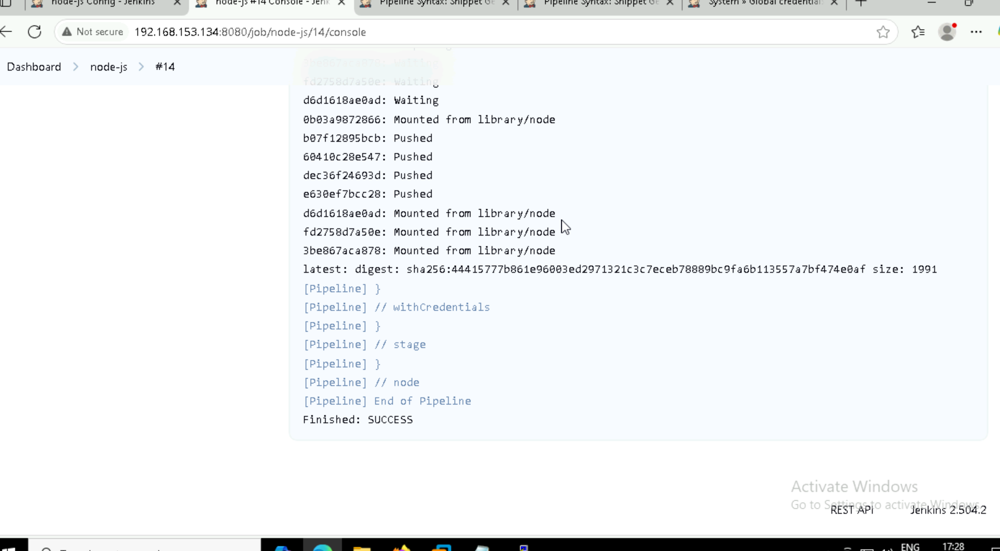 node-js Config - Jenkins
node-js #14 Console - Jenk
Pipeline Syntax: Snippet Ge
Pipeline Syntax: Snippet Ge
System » Global credential
Not secure 192.168.153.134:8080/job/node-js/14/console
Dashboard > node-js > #14
3be867aca878: Waiting
fd2758d7a50e: Waiting
d6d1618ae0ad: Waiting
0b03a9872866: Mounted from library/node
b07f12895bcb: Pushed
60410c28e547: Pushed
dec36f24693d: Pushed
e630ef7bcc28: Pushed
d6d1618ae0ad: Mounted from library/node
fd2758d7a50e: Mounted from library/node
3be867aca878: Mounted from library/node
latest: digest: sha256:44415777b861e96003ed2971321c3c7eceb78889bc9fa6b113557a7bf474e0af size: 1991
[Pipeline] }
[Pipeline] // withCredentials
[Pipeline] }
[Pipeline] // stage
[Pipeline] }
[Pipeline] // node
[Pipeline] End of Pipeline
Finished: SUCCESS
Activate Windows
Go to Settings to activate Windows.
REST API
Jenkins 2.504.2
ENG
17:28